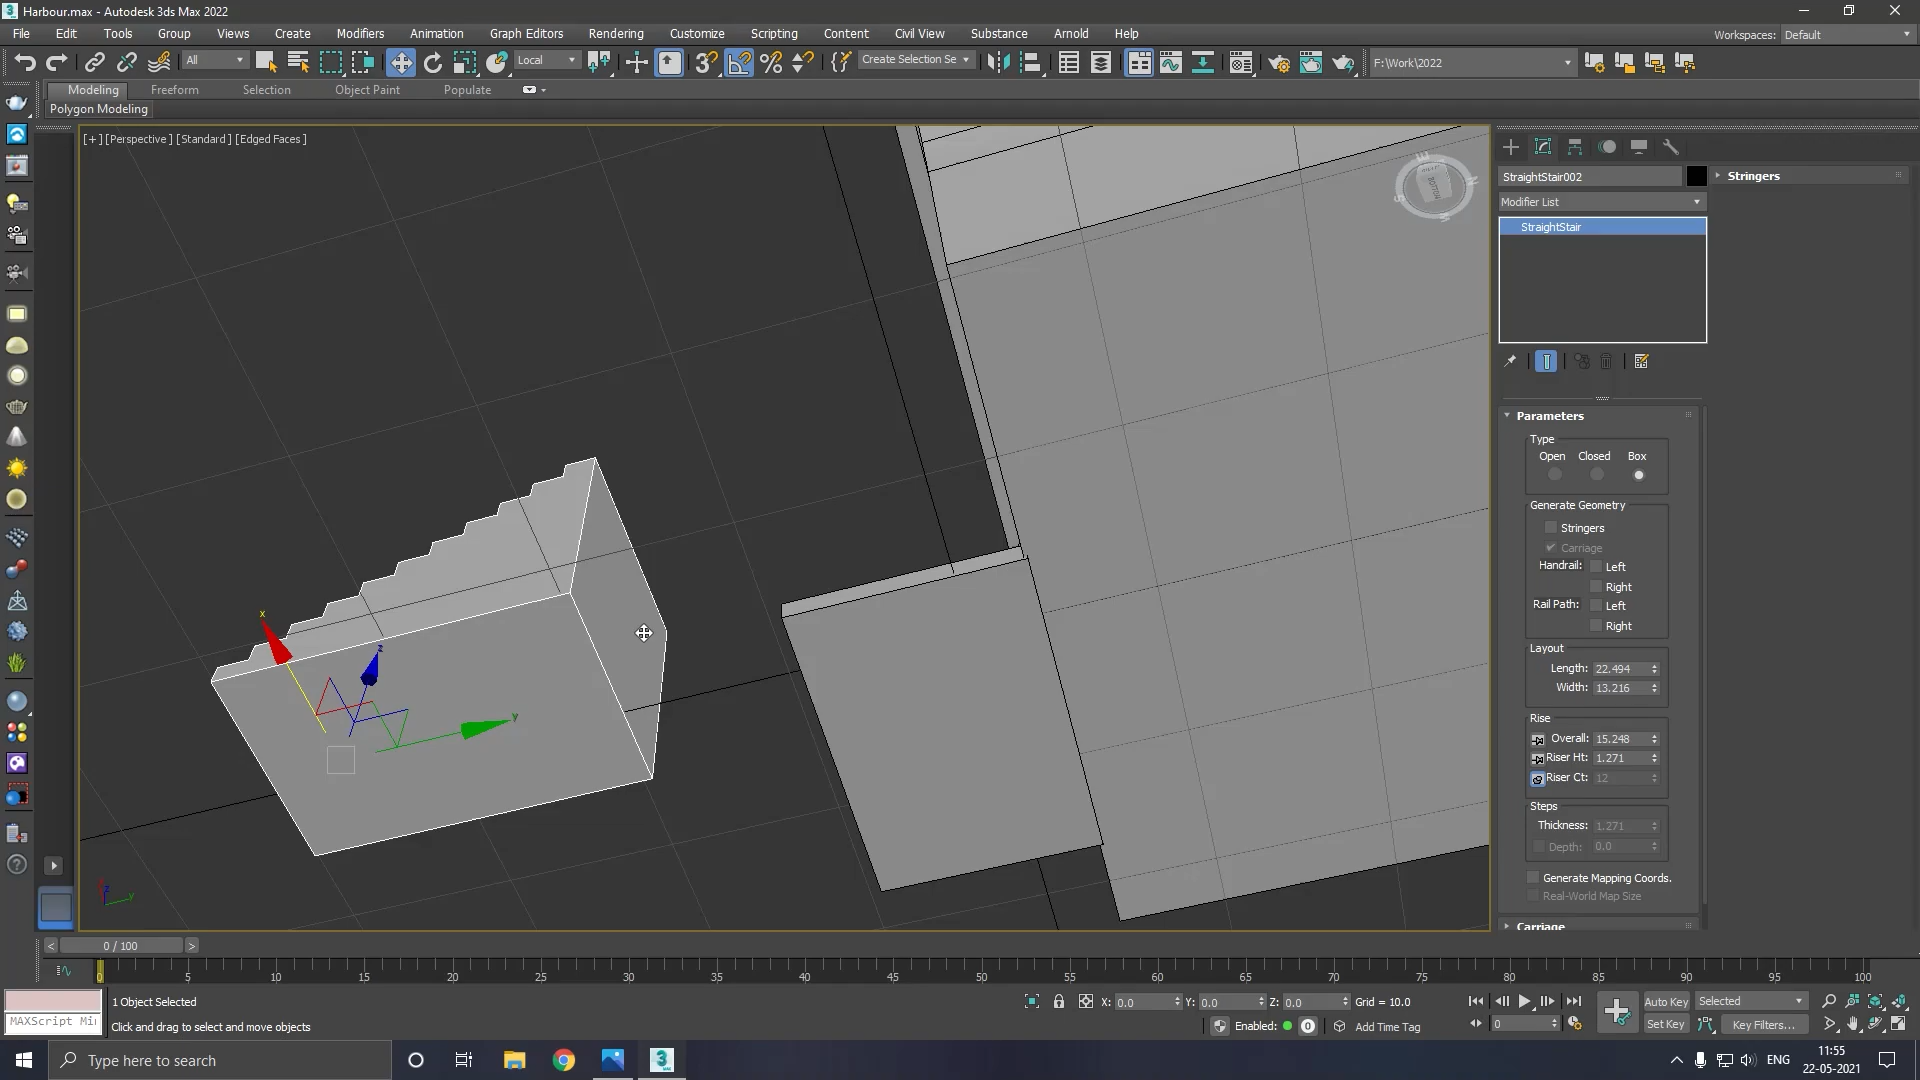 Harbour.max - Autodesk 3ds Max 2022
File Edit Tools Group Views Create Modifiers Animation Graph Editors Rendering Customize Scripting Content Civil View Substance Arnold Help
Workspaces: Default
All Local Create Selection Se F:\Work\2022
Modeling Freeform Selection Object Paint Populate
Polygon Modeling
[+] [Perspective ] [Standard ] [Edged Faces ]
StraightStair002
Stringers
Modifier List
StraightStair
Parameters
Type
Open Closed Box
Generate Geometry
Stringers
Carriage
Handrail: Left
Right
Rail Path: Left
Right
Layout
Length: 22.494
Width: 13.216
Rise
Overall: 15.248
Riser Ht: 1.271
Riser Ct: 12
Steps
Thickness: 1.271
Depth: 0.0
Generate Mapping Coords.
Real-World Map Size
Carriage
x
z
y
0 / 100
0 5 10 15 20 25 30 35 40 45 50 55 60 65 70 75 80 85 90 95 100
1 Object Selected
X: 0.0 Y: 0.0 Z: 0.0 Grid = 10.0
Auto Key Selected
MAXScript Mi
Click and drag to select and move objects
Enabled: 0 Add Time Tag
0
Set Key Key Filters...
Type here to search
ENG
11:55
22-05-2021